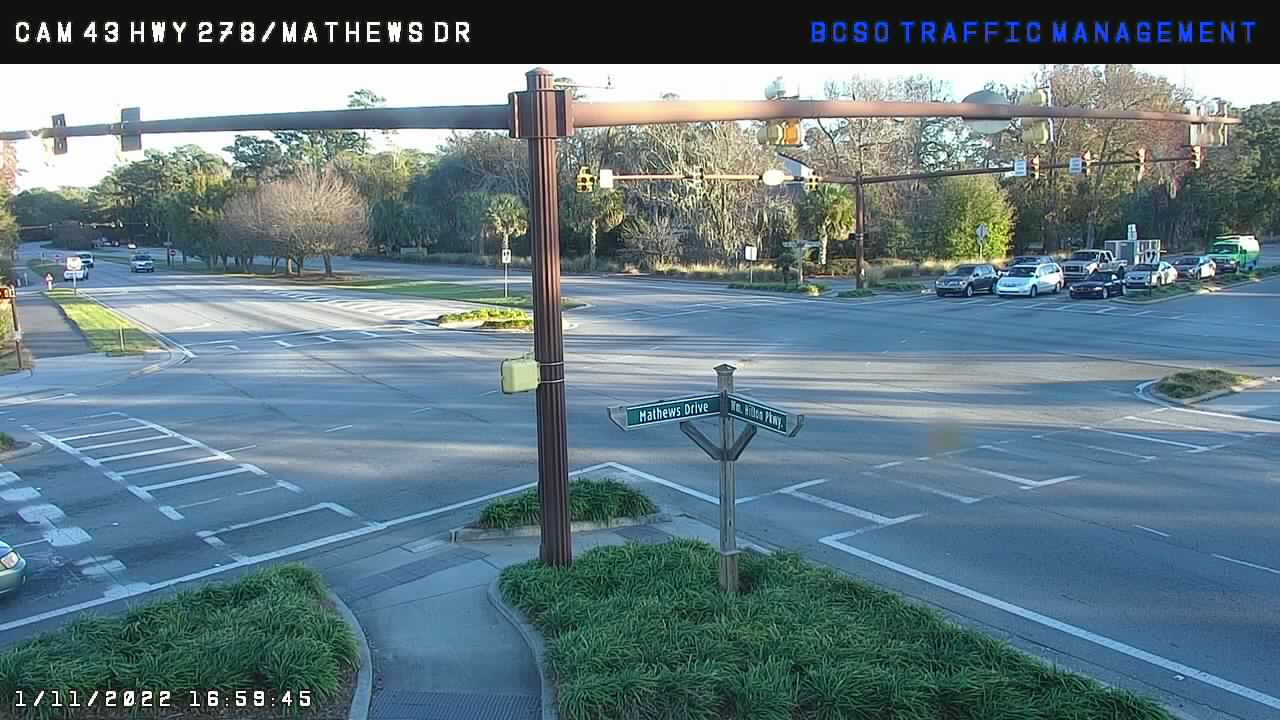 CAM 43 HWY 278/MATHEWS DR
BCSO TRAFFIC MANAGEMENT
Mathews Drive
Wm. Hilton Pkwy.
1/11/2022 16:59:45